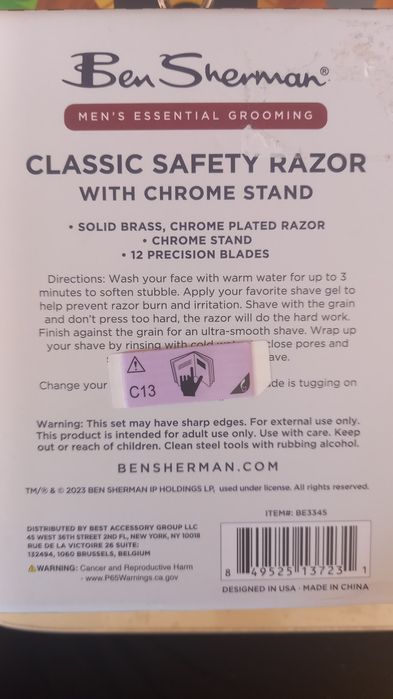 Ben Sherman®
MEN'S ESSENTIAL GROOMING
CLASSIC SAFETY RAZOR
WITH CHROME STAND
• SOLID BRASS, CHROME PLATED RAZOR
• CHROME STAND
• 12 PRECISION BLADES
Directions: Wash your face with warm water for up to 3
minutes to soften stubble. Apply your favorite shave gel to
help prevent razor burn and irritation. Shave with the grain
and don't press too hard, the razor will do the hard work.
Finish against the grain for an ultra-smooth shave. Wrap up
your shave by rinsing with cold close pores and
Change your tugging on
C13
Warning: This set may have sharp edges. For external use only.
This product is intended for adult use only. Use with care. Keep
out or reach of children. Clean steel tools with rubbing alcohol.
BENSHERMAN.COM
TM/® & © 2023 BEN SHERMAN IP HOLDINGS LP, used under license. All rights reserved.
ITEM#: BE3345
DISTRIBUTED BY BEST ACCESSORY GROUP LLC
45 WEST 36TH STREET 2ND FL, NEW YORK, NY 10018
RUE DE LA VICTOIRE 26 SUITE:
132494, 1060 BRUSSELS, BELGIUM
WARNING: Cancer and Reproductive Harm
- www.P65Warnings.ca.gov
8 49525 13723 1
DESIGNED IN USA · MADE IN CHINA